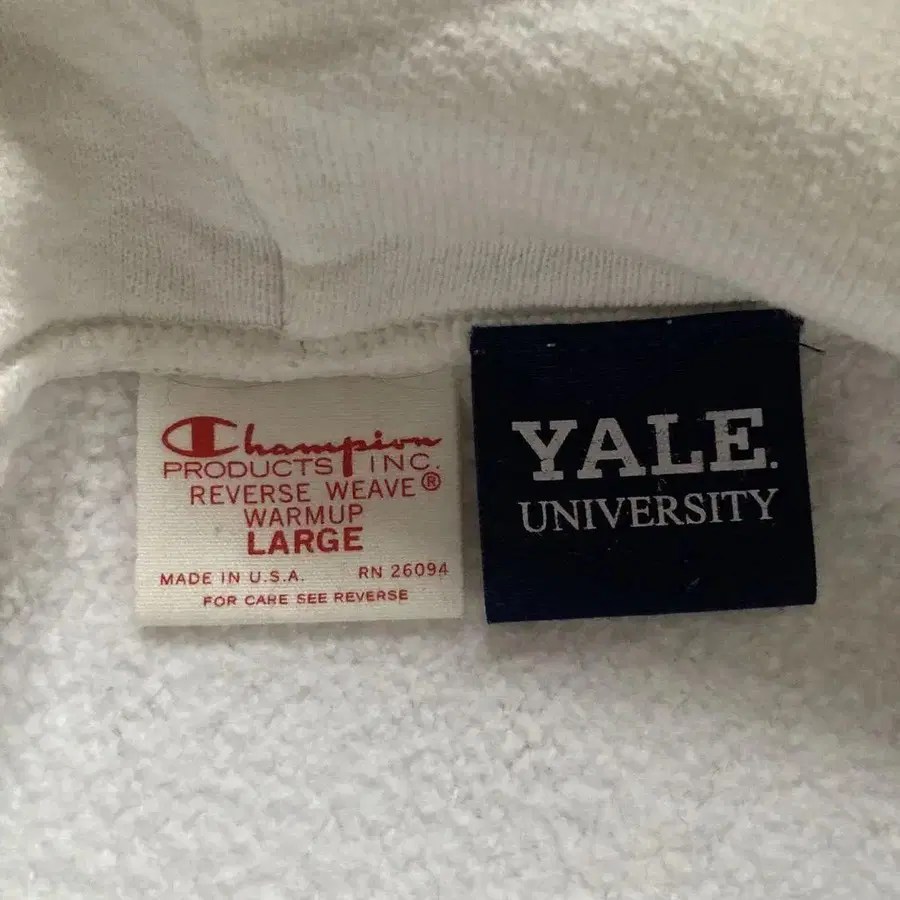 Champion
PRODUCTS INC.
REVERSE WEAVE®
WARMUP
LARGE
MADE IN U.S.A. RN 26094
FOR CARE SEE REVERSE
YALE.
UNIVERSITY